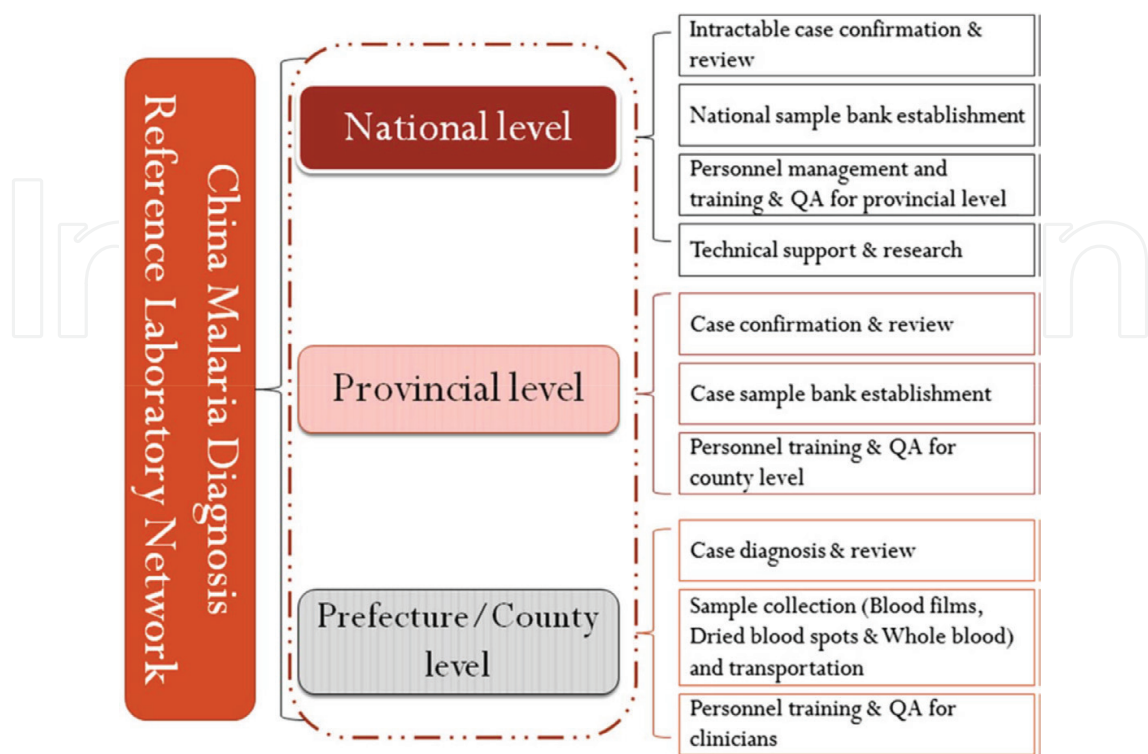 China Malaria Diagnosis
Reference Laboratory Network
National level
Intractable case confirmation &
review
National sample bank establishment
Personnel management and
training & QA for provincial level
Technical support & research
Provincial level
Case confirmation & review
Case sample bank establishment
Personnel training & QA for
county level
Prefecture / County
level
Case diagnosis & review
Sample collection (Blood films,
Dried blood spots & Whole blood)
and transportation
Personnel training & QA for
clinicians